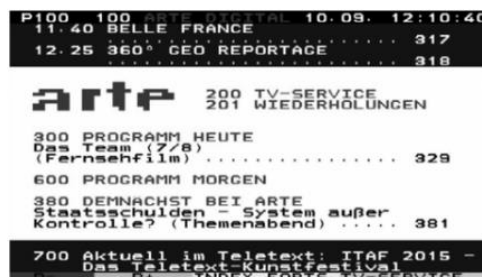 P100 100 ARTE DIGITAL 10.09. 12:10:40
11.40 BELLE FRANCE
................................ 317
12.25 360° GEO REPORTAGE
................................ 318
arte
200 TV-SERVICE
201 WIEDERHOLUNGEN
300 PROGRAMM HEUTE
Das Team (7/8)
(Fernsehfilm) ................. 329
600 PROGRAMM MORGEN
380 DEMNACHST BEI ARTE
Staatsschulden - System außer
Kontrolle? (Themenabend) ..... 381
700 Aktuell im Teletext: ITAF 2015 -
Das Teletext-Kunstfestival